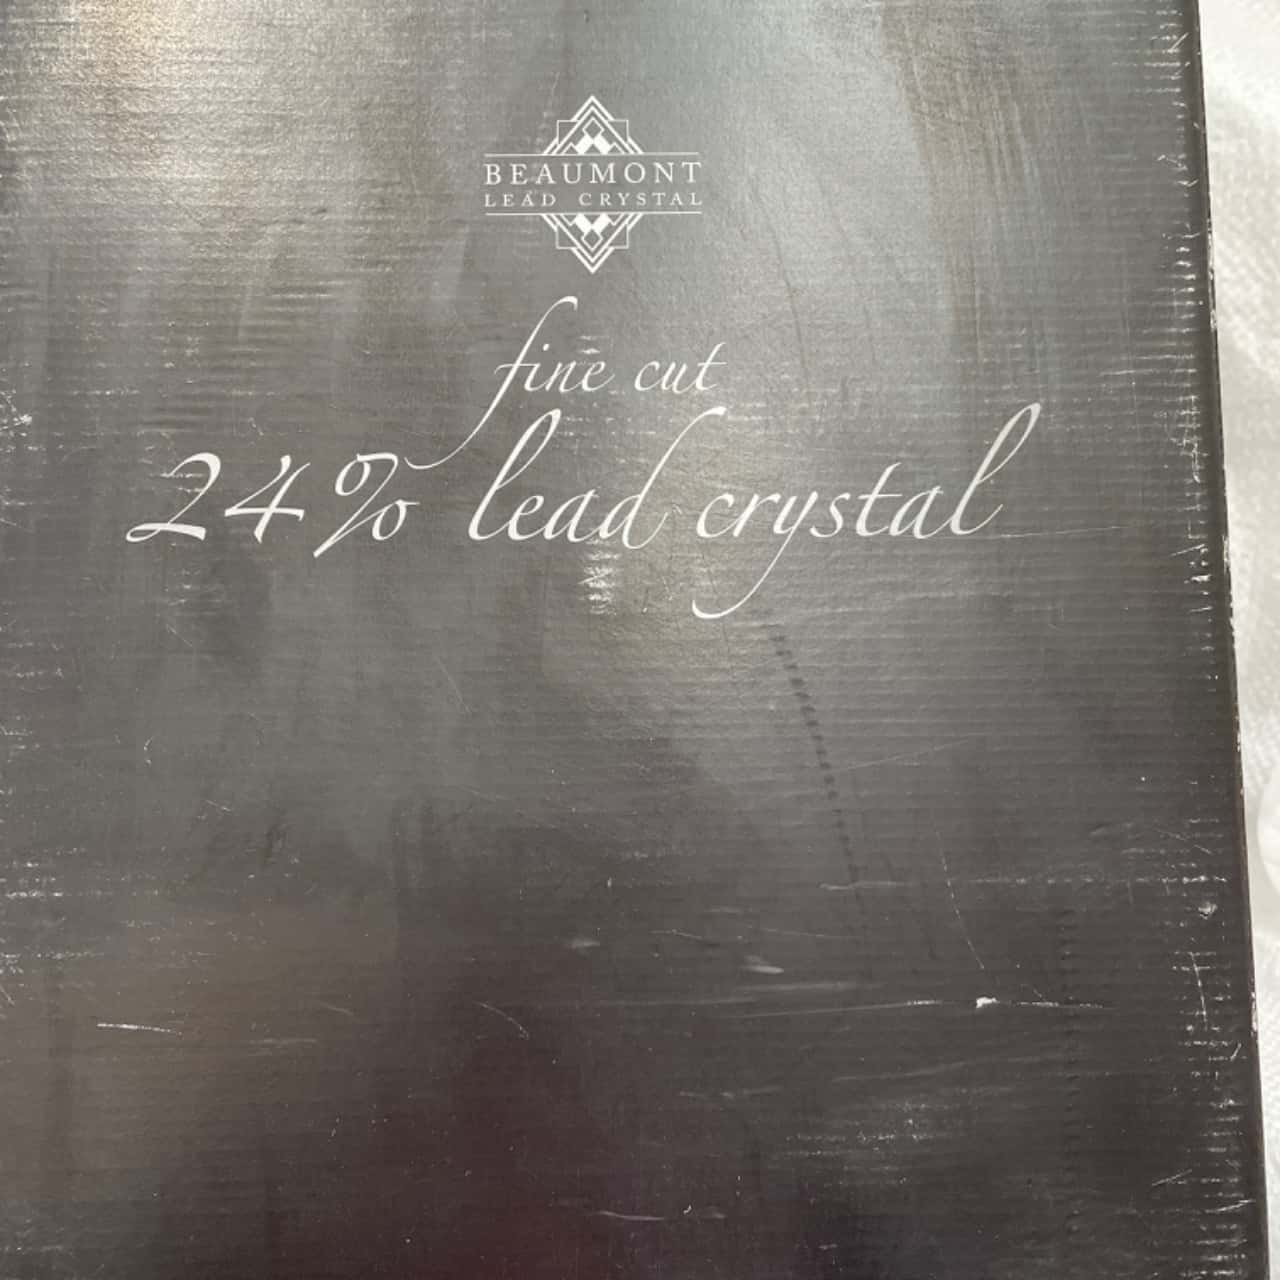 BEAUMONT
LEAD CRYSTAL
fine cut
24% lead crystal